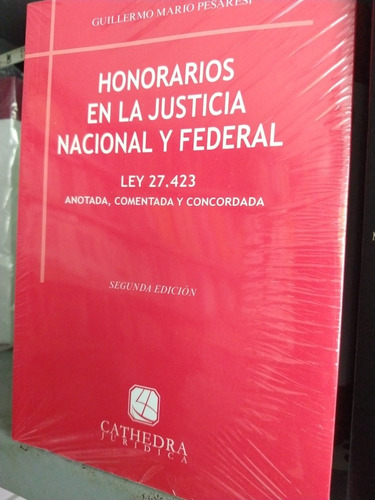 GUILLERMO MARIO PESARESI
HONORARIOS
EN LA JUSTICIA
NACIONAL Y FEDERAL
LEY 27.423
ANOTADA, COMENTADA Y CONCORDADA
SEGUNDA EDICIÓN
CATHEDRA
JURÍDICA